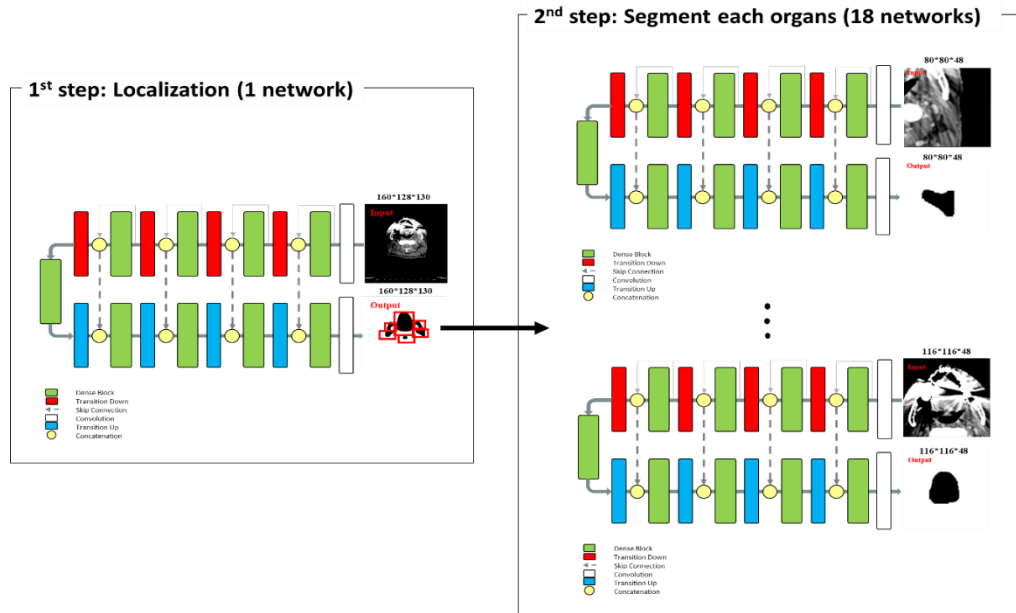 1st step: Localization (1 network)
160*128*130
Input
160*128*130
Output
Dense Block
Transition Down
Skip Connection
Convolution
Transition Up
Concatenation
2nd step: Segment each organs (18 networks)
80*80*48
Input
80*80*48
Output
Dense Block
Transition Down
Skip Connection
Convolution
Transition Up
Concatenation
116*116*48
Input
116*116*48
Output
Dense Block
Transition Down
Skip Connection
Convolution
Transition Up
Concatenation